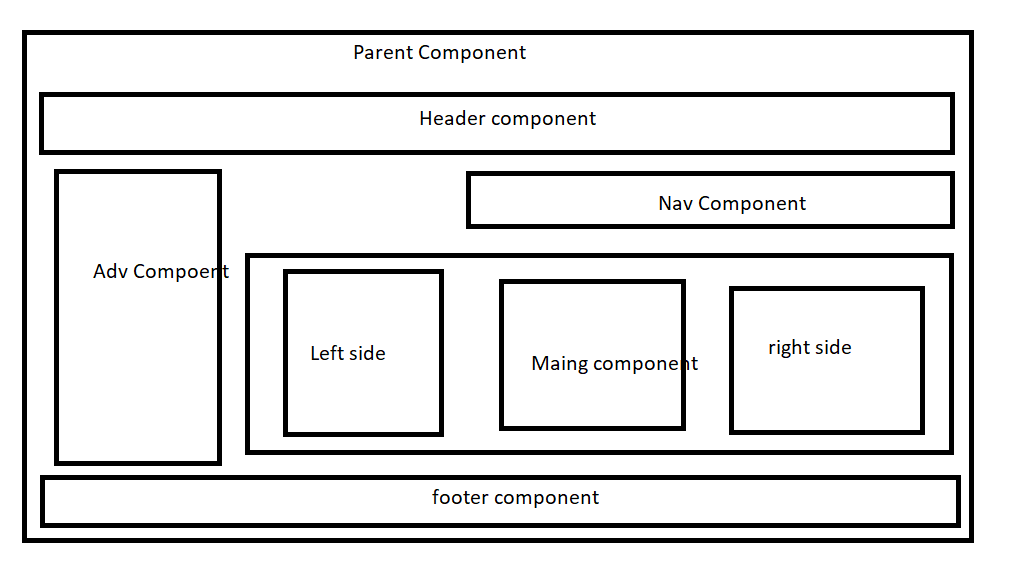 Parent Component
Header component
Nav Component
Adv Compoent
Left side
Maing component
right side
footer component